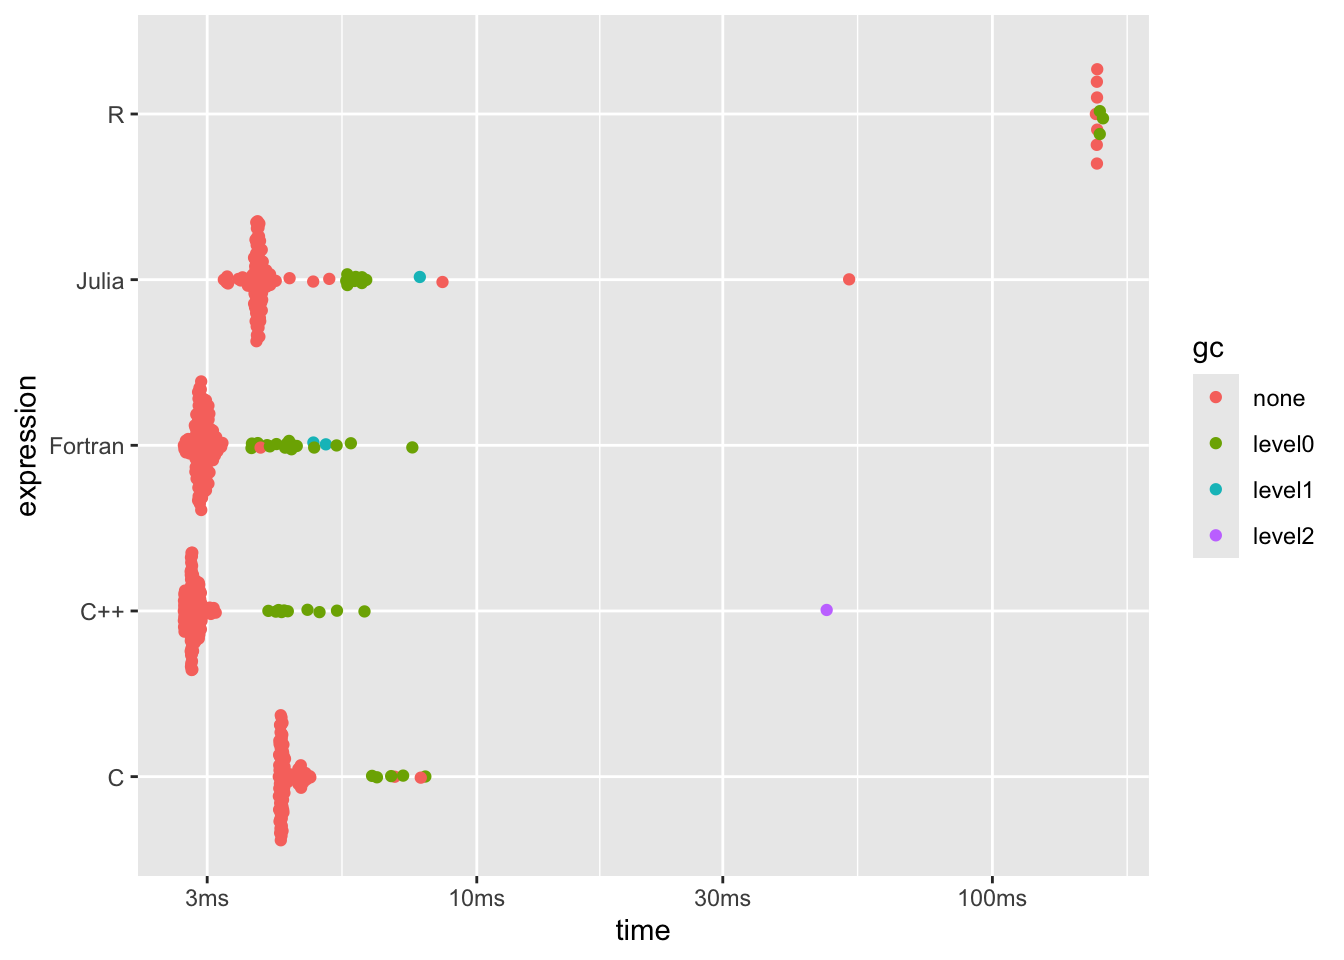 R
Julia
Fortran
C++
C
expression
3ms
10ms
30ms
100ms
time
gc
none
level0
level1
level2